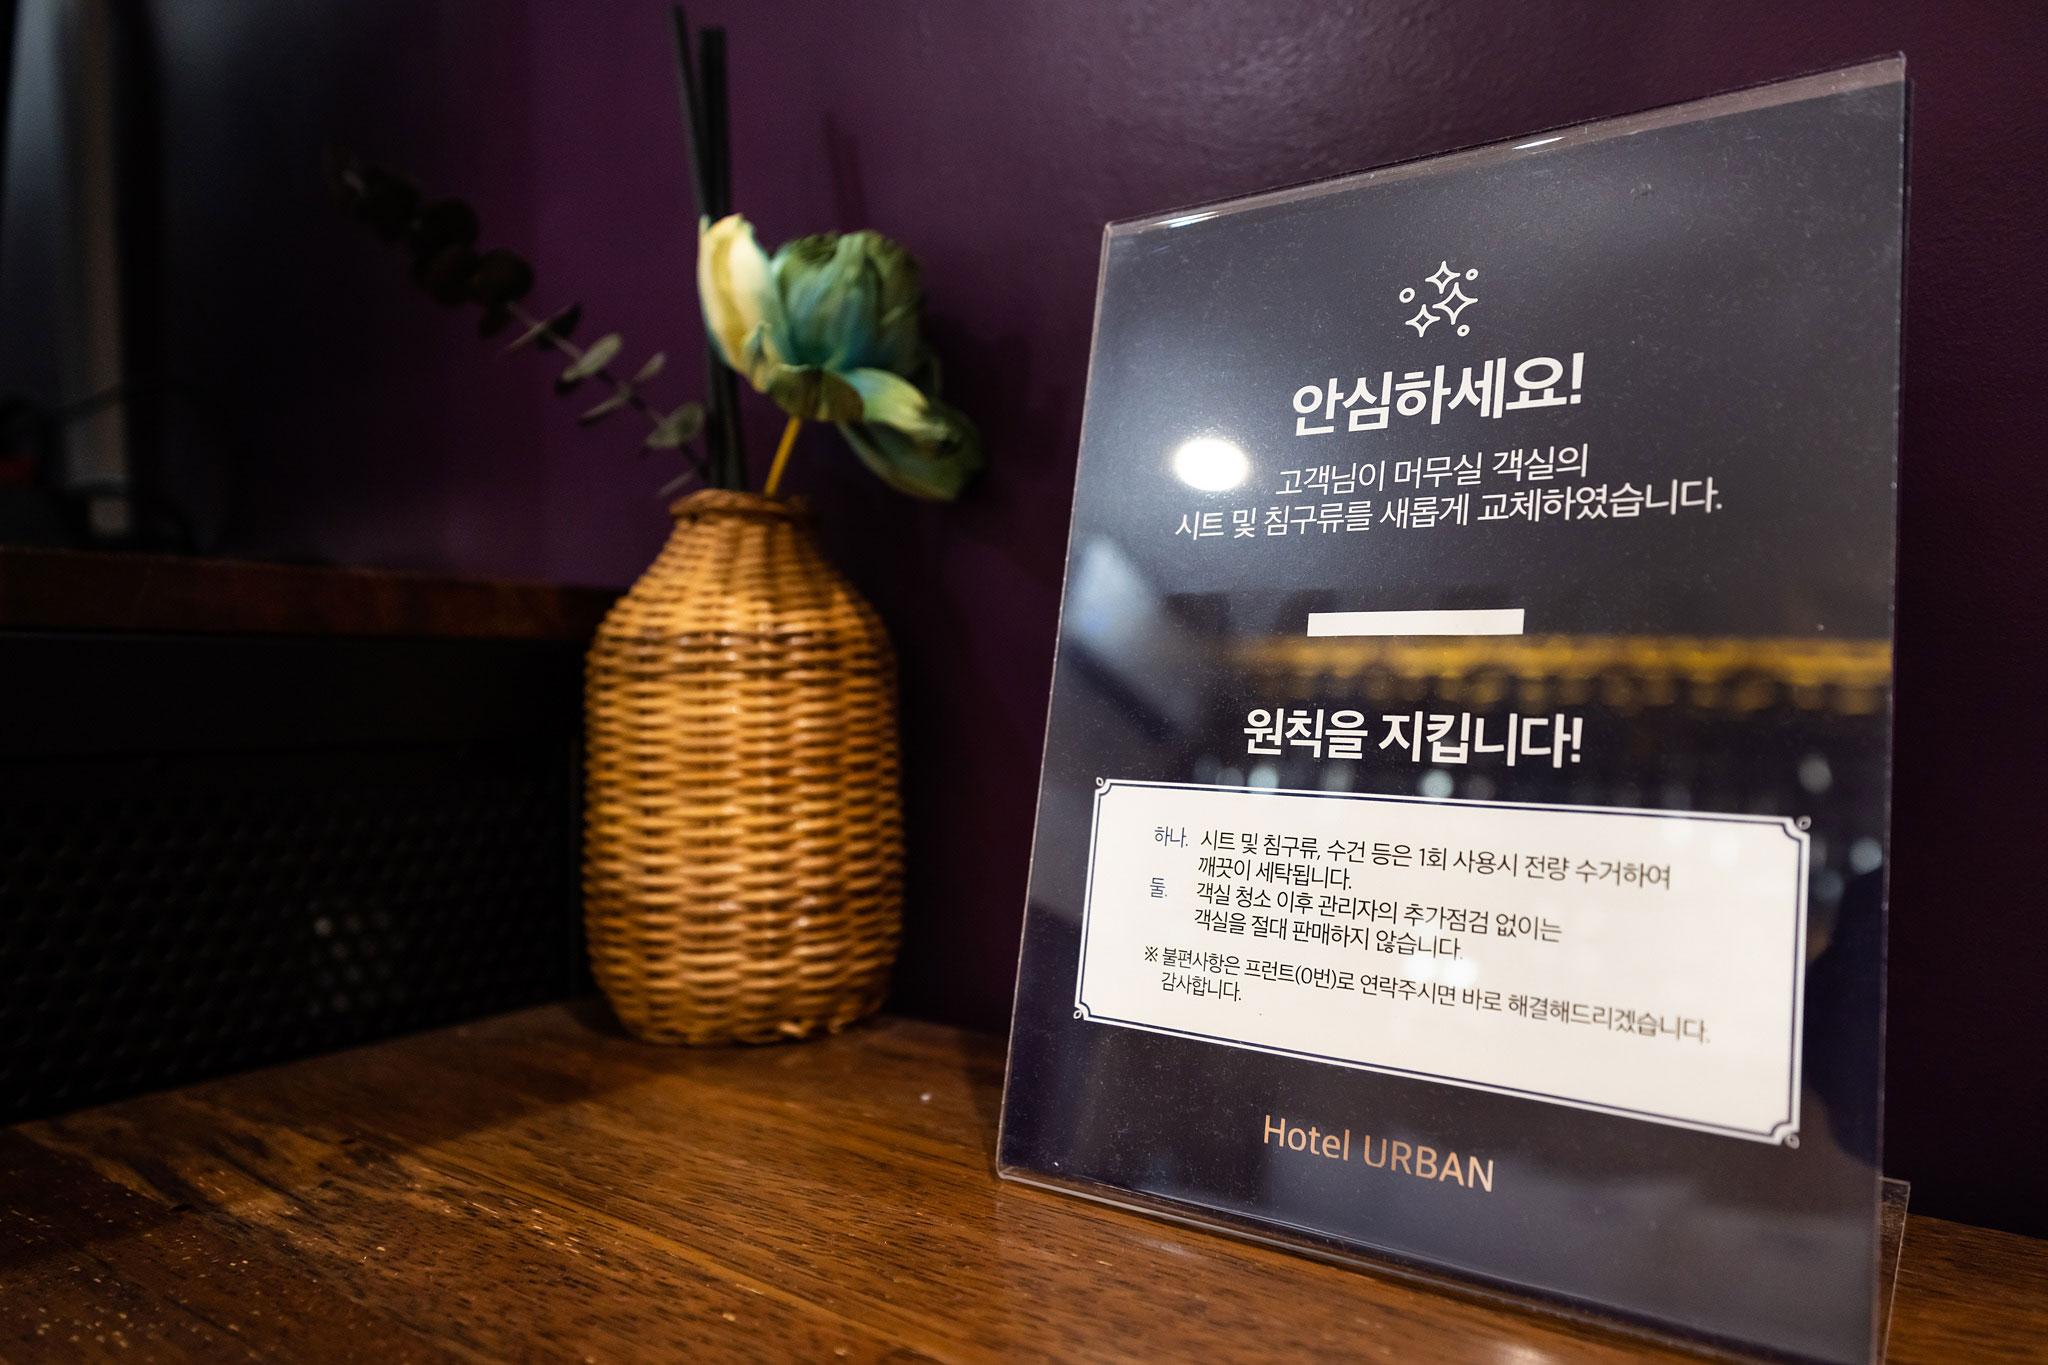 안심하세요!
고객님이 머무실 객실의
시트 및 침구류를 새롭게 교체하였습니다.
원칙을 지킵니다!
하나. 시트 및 침구류, 수건 등은 1회 사용시 전량 수거하여
깨끗이 세탁됩니다.
둘. 객실 청소 이후 관리자의 추가점검 없이는
객실을 절대 판매하지 않습니다.
※ 불편사항은 프런트(0번)로 연락주시면 바로 해결해드리겠습니다.
감사합니다.
Hotel URBAN